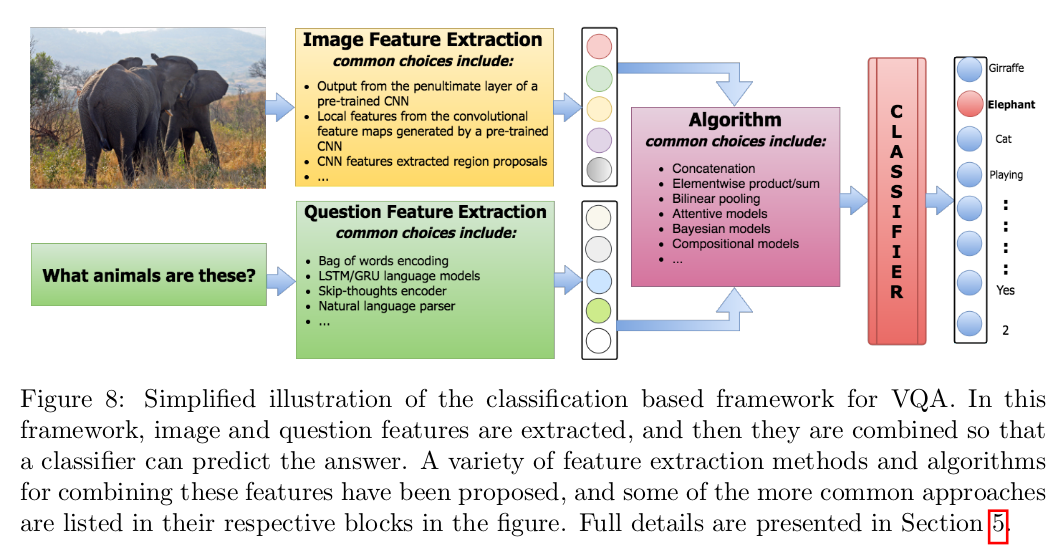 Image Feature Extraction
common choices include:
• Output from the penultimate layer of a
pre-trained CNN
• Local features from the convolutional
feature maps generated by a pre-trained
CNN
• CNN features extracted region proposals
• ...
What animals are these?
Question Feature Extraction
common choices include:
• Bag of words encoding
• LSTM/GRU language models
• Skip-thoughts encoder
• Natural language parser
• ...
Algorithm
common choices include:
• Concatenation
• Elementwise product/sum
• Bilinear pooling
• Attentive models
• Bayesian models
• Compositional models
• ...
CLASSIFIER
Girraffe
Elephant
Cat
Playing
:
:
:
:
Yes
2
Figure 8: Simplified illustration of the classification based framework for VQA. In this
framework, image and question features are extracted, and then they are combined so that
a classifier can predict the answer. A variety of feature extraction methods and algorithms
for combining these features have been proposed, and some of the more common approaches
are listed in their respective blocks in the figure. Full details are presented in Section 5.